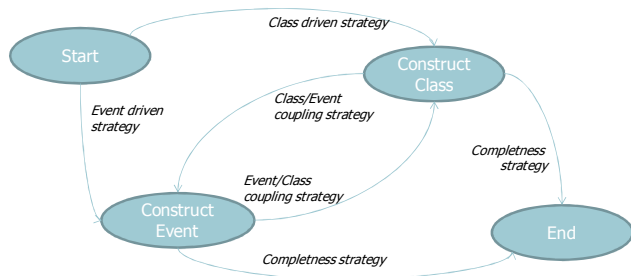 Class driven strategy
Start
Construct
Class
Event driven
strategy
Class/Event
coupling strategy
Completness
strategy
Event/Class
coupling strategy
Construct
Event
End
Completness strategy